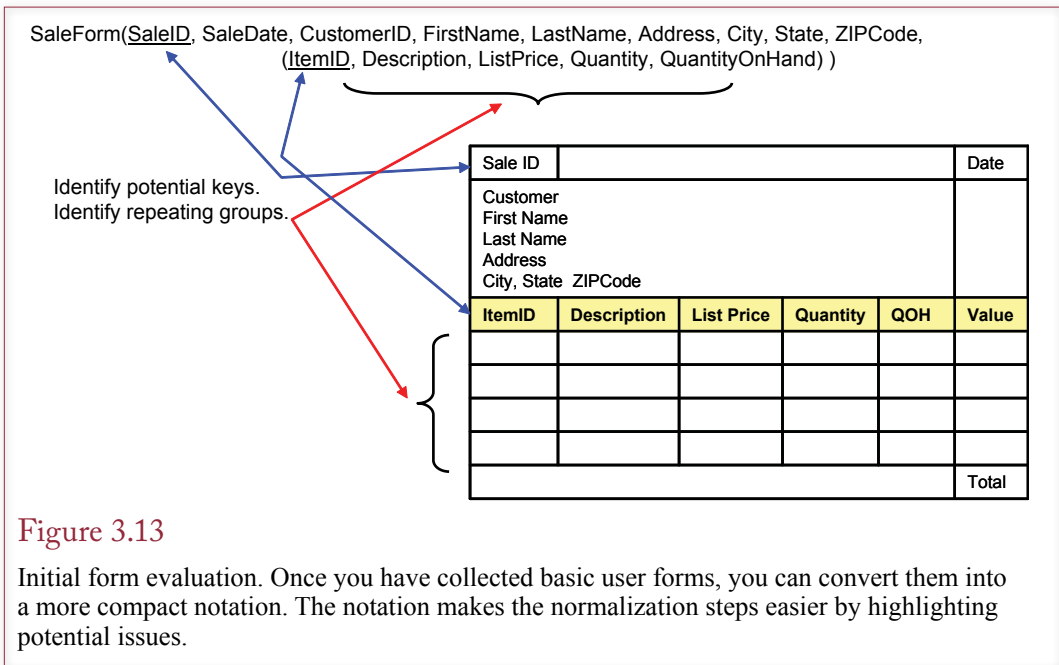 SaleForm(SaleID, SaleDate, CustomerID, FirstName, LastName, Address, City, State, ZIPCode,
(ItemID, Description, ListPrice, Quantity, QuantityOnHand) )
Identify potential keys.
Identify repeating groups.
Sale ID Date
Customer
First Name
Last Name
Address
City, State ZIPCode
ItemID Description List Price Quantity QOH Value
Total
Figure 3.13
Initial form evaluation. Once you have collected basic user forms, you can convert them into
a more compact notation. The notation makes the normalization steps easier by highlighting
potential issues.